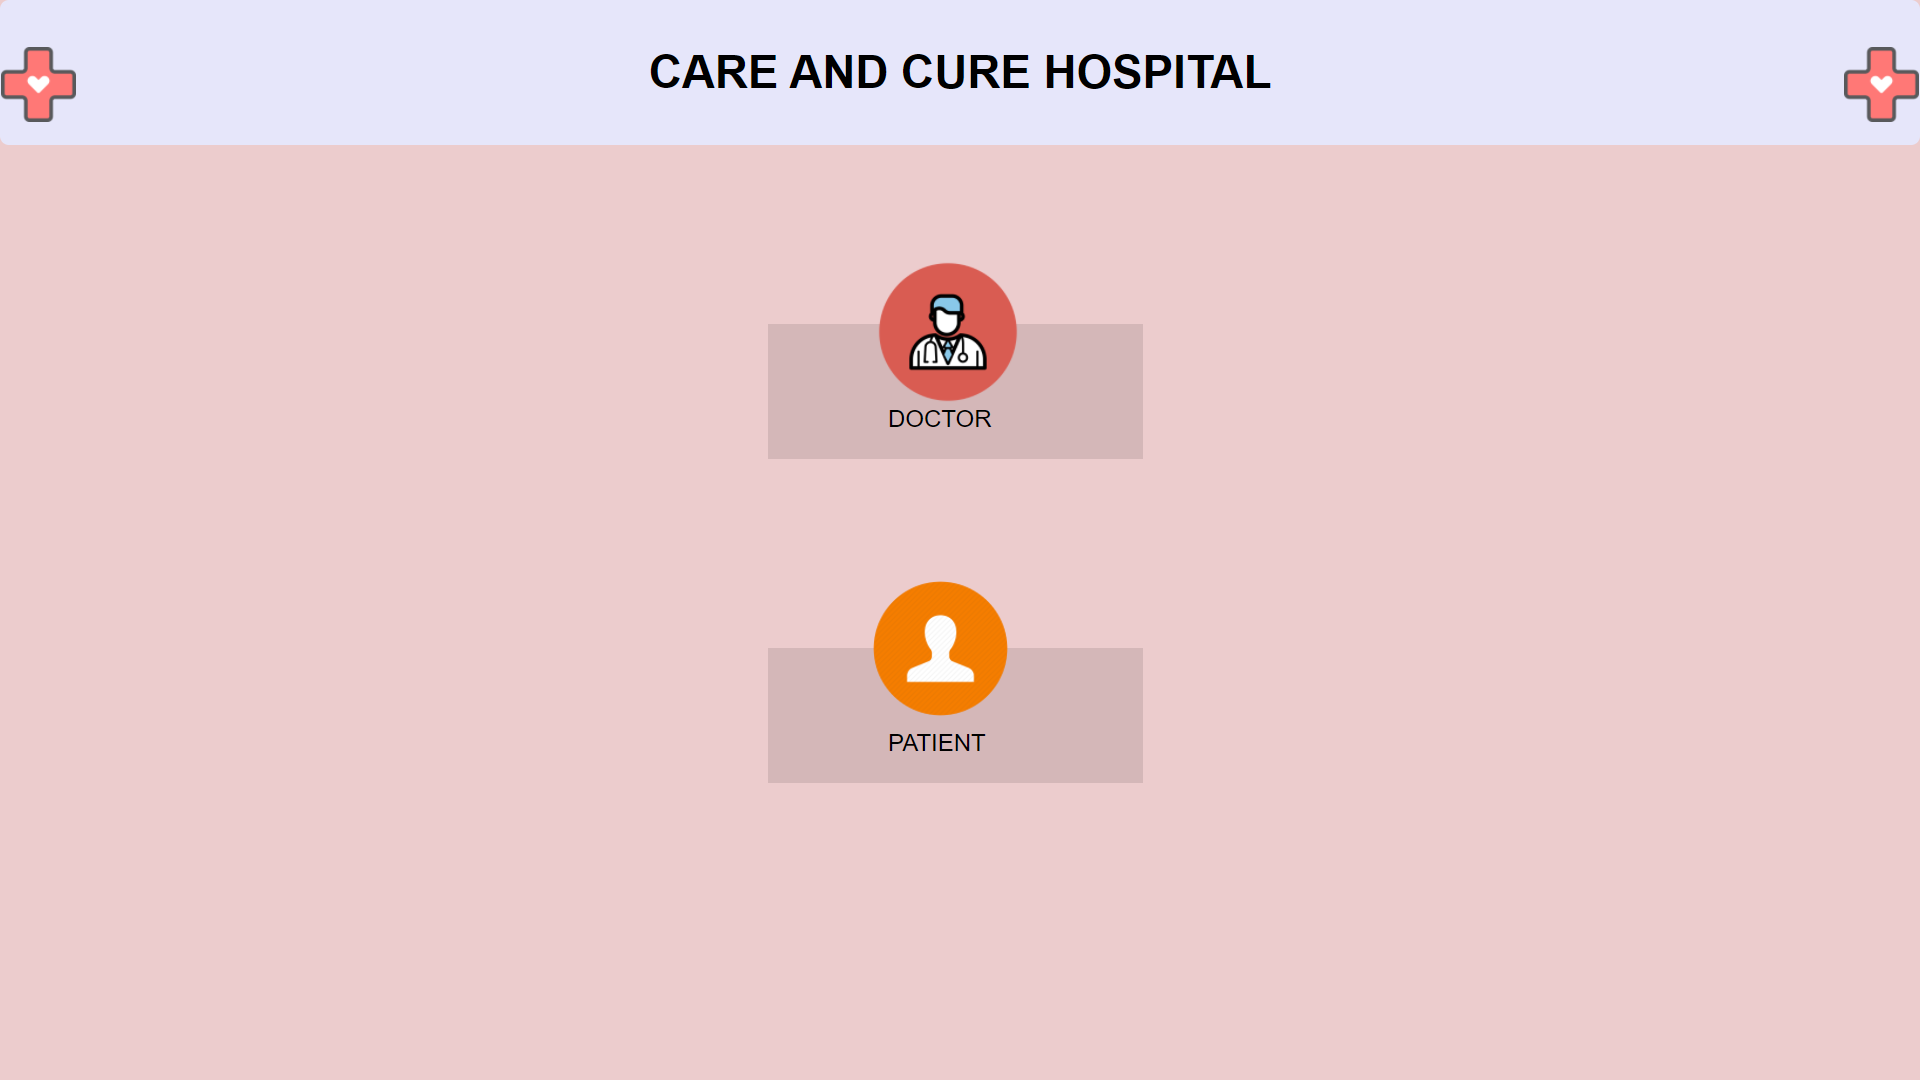 CARE AND CURE HOSPITAL
DOCTOR
PATIENT